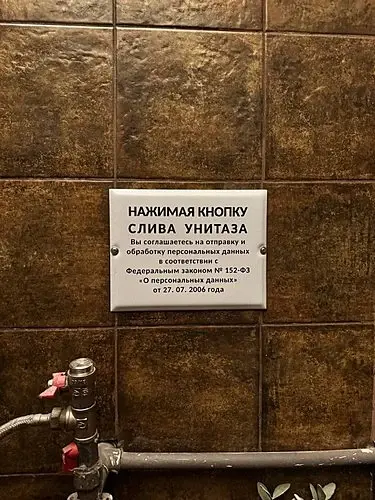 НАЖИМАЯ КНОПКУ
СЛИВА УНИТАЗА
Вы соглашаетесь на отправку и
обработку персональных данных
в соответствии с
Федеральным законом № 152-ФЗ
«О персональных данных»
от 27. 07. 2006 года